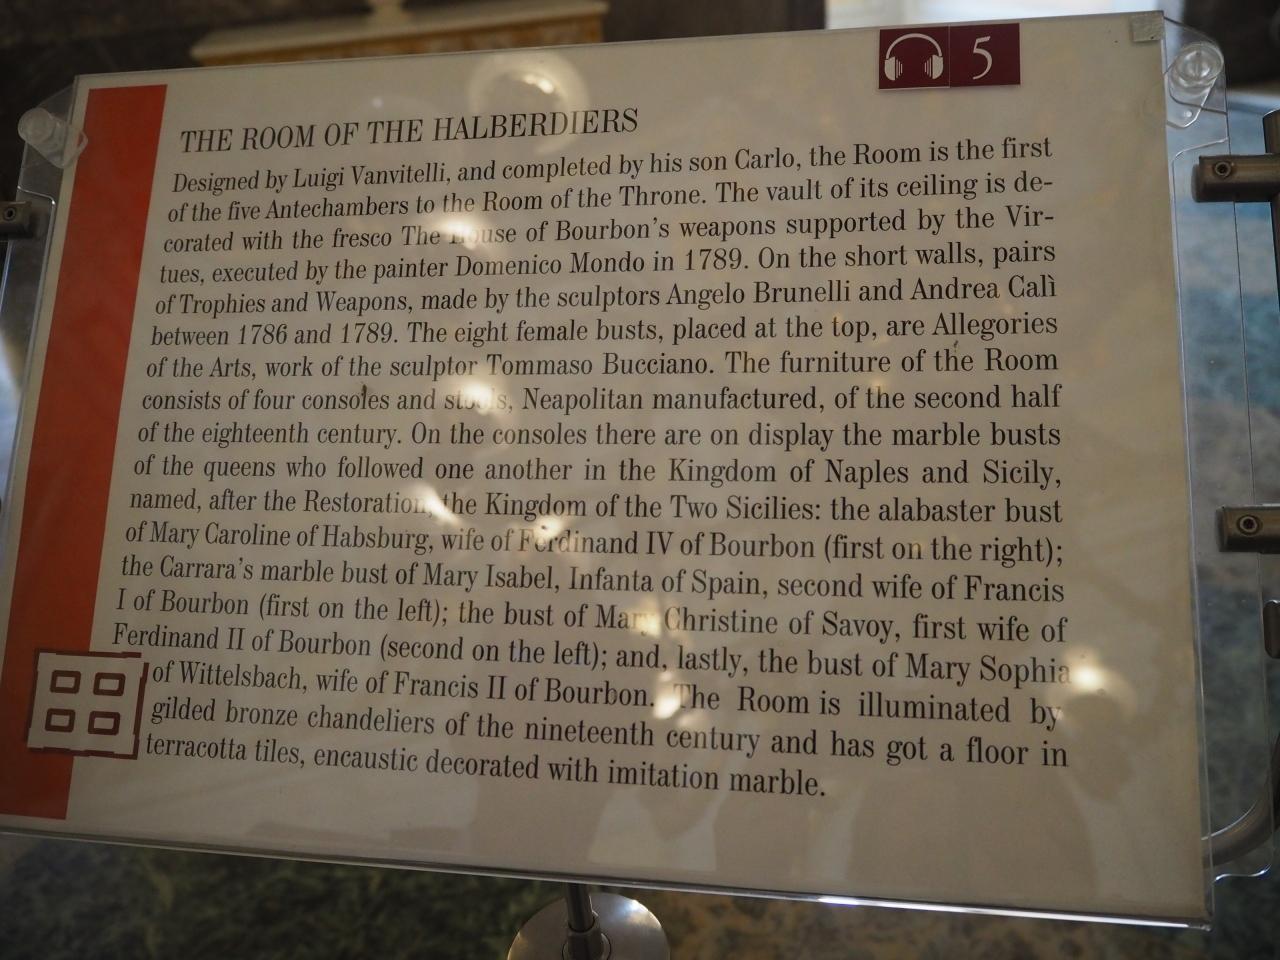 5
THE ROOM OF THE HALBERDIERS
Designed by Luigi Vanvitelli, and completed by his son Carlo, the Room is the first
of the five Antechambers to the Room of the Throne. The vault of its ceiling is de-
corated with the fresco The House of Bourbon's weapons supported by the Vir-
tues, executed by the painter Domenico Mondo in 1789. On the short walls, pairs
of Trophies and Weapons, made by the sculptors Angelo Brunelli and Andrea Calì
between 1786 and 1789. The eight female busts, placed at the top, are Allegories
of the Arts, work of the sculptor Tommaso Bucciano. The furniture of the Room
consists of four consoles and stools, Neapolitan manufactured, of the second half
of the eighteenth century. On the consoles there are on display the marble busts
of the queens who followed one another in the Kingdom of Naples and Sicily,
named, after the Restoration, the Kingdom of the Two Sicilies: the alabaster bust
of Mary Caroline of Habsburg, wife of Ferdinand IV of Bourbon (first on the right);
the Carrara's marble bust of Mary Isabel, Infanta of Spain, second wife of Francis
I of Bourbon (first on the left); the bust of Mary Christine of Savoy, first wife of
Ferdinand II of Bourbon (second on the left); and, lastly, the bust of Mary Sophia
of Wittelsbach, wife of Francis II of Bourbon. The Room is illuminated by
gilded bronze chandeliers of the nineteenth century and has got a floor in
terracotta tiles, encaustic decorated with imitation marble.